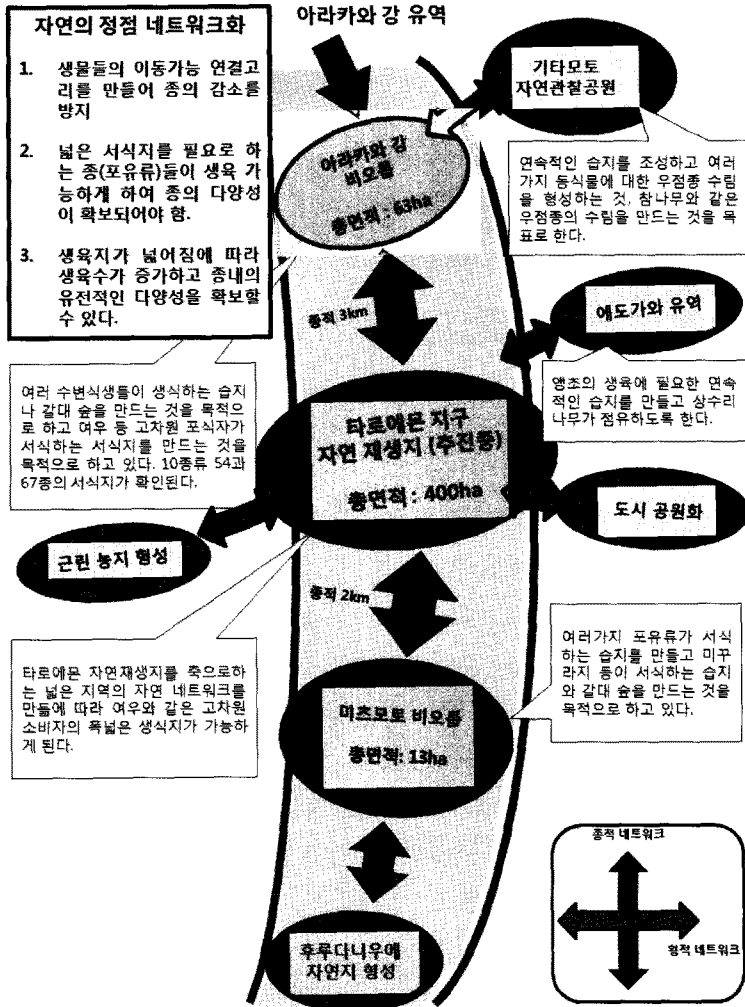 자연의 정점 네트워크화
1. 생물들의 이동가능 연결고
리를 만들어 종의 감소를
방지
2. 넓은 서식지를 필요로 하
는 종(포유류)들이 생육 가
능하게 하여 종의 다양성
이 확보되어야 함.
3. 생육지가 넓어짐에 따라
생육수가 증가하고 종내의
유전적인 다양성을 확보할
수 있다.
아라카와 강 유역
기타모토
자연관찰공원
연속적인 습지를 조성하고 여러
가지 동식물에 대한 우점종 수림
을 형성하는 것, 참나무와 같은
우점종의 수림을 만드는 것을 목
표로 한다.
아라카와 강
비오톱
총면적 : 63ha
종적 3km
에도가와 유역
앵초의 생육에 필요한 연속
적인 습지를 만들고 상수리
나무가 점유하도록 한다.
여러 수변식생들이 생식하는 습지
나 갈대 숲을 만드는 것을 목적으
로 하고 여우 등 고차원 포식자가
서식하는 서식지를 만드는 것을
목적으로 하고 있다. 10종류 54과
67종의 서식지가 확인된다.
타로에몬 지구
자연 재생지 (추진중)
총면적 : 400ha
도시 공원화
근린 농지 형성
종적 2km
타로에몬 자연재생지를 축으로하
는 넓은 지역의 자연 네트워크를
만듦에 따라 여우와 같은 고차원
소비자의 폭넓은 생식지가 가능하
게 된다.
여러가지 포유류가 서식
하는 습지를 만들고 미꾸
라지 등이 서식하는 습지
와 갈대 숲을 만드는 것을
목적으로 하고 있다.
미츠모토 비오톱
총면적: 13ha
후루다니우에
자연지 형성
종적 네트워크
횡적 네트워크